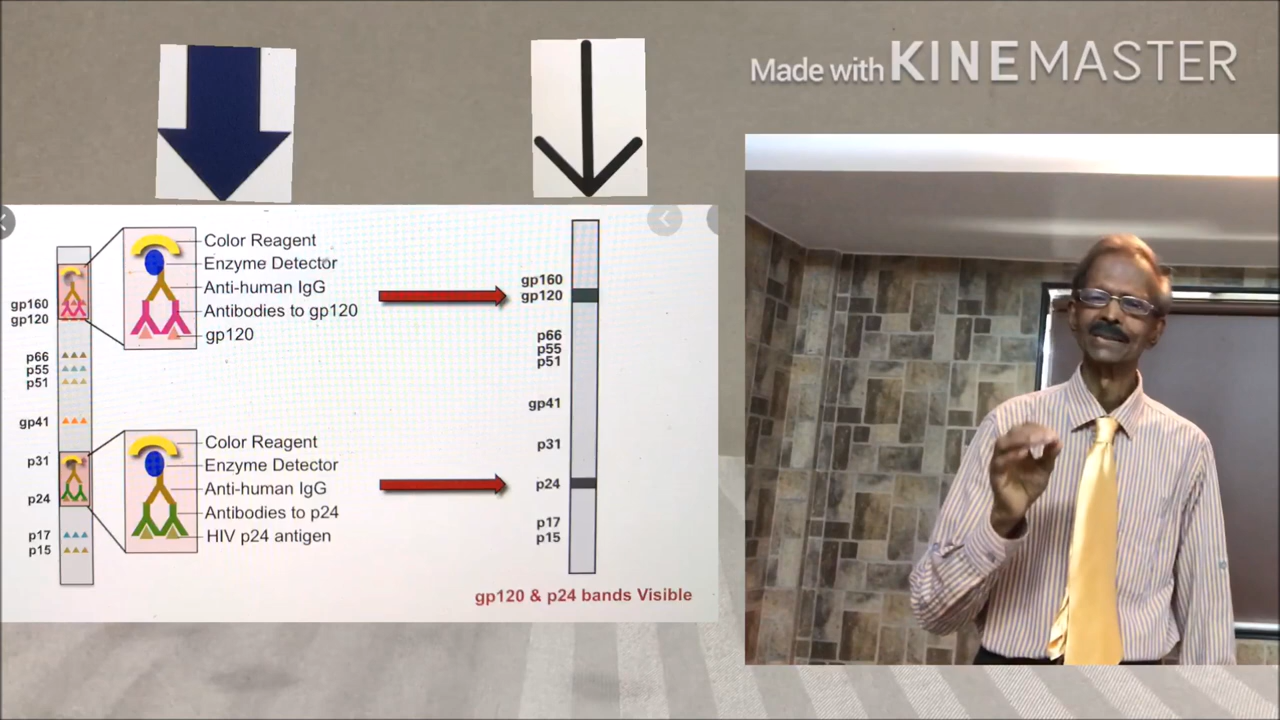 Made with KINEMASTER
Color Reagent
Enzyme Detector
Anti-human IgG
Antibodies to gp120
gp120
gp160
gp120
p66
p55
p51
gp41
p31
p24
p17
p15
Color Reagent
Enzyme Detector
Anti-human IgG
Antibodies to p24
HIV p24 antigen
gp160
gp120
p66
p55
p51
gp41
p31
p24
p17
p15
gp120 & p24 bands Visible